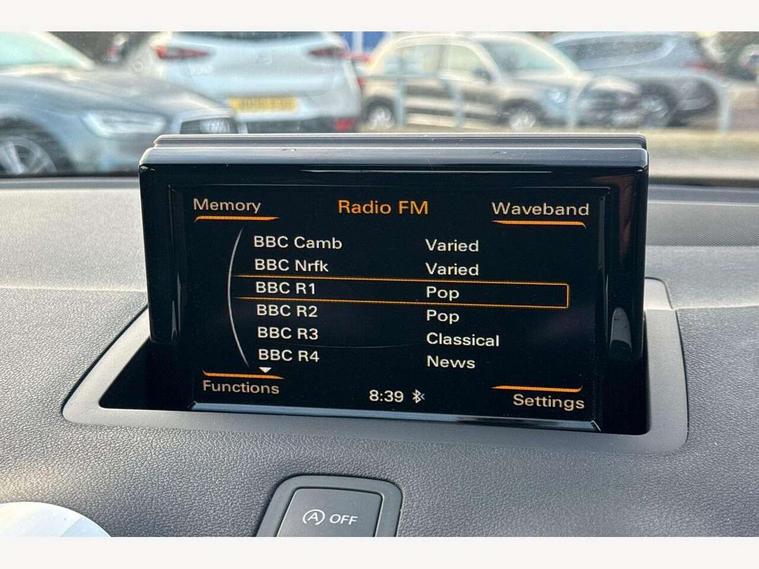 Memory
Radio FM
Waveband
BBC Camb Varied
BBC Nrfk Varied
BBC R1 Pop
BBC R2 Pop
BBC R3 Classical
BBC R4 News
Functions
8:39
Settings
A OFF